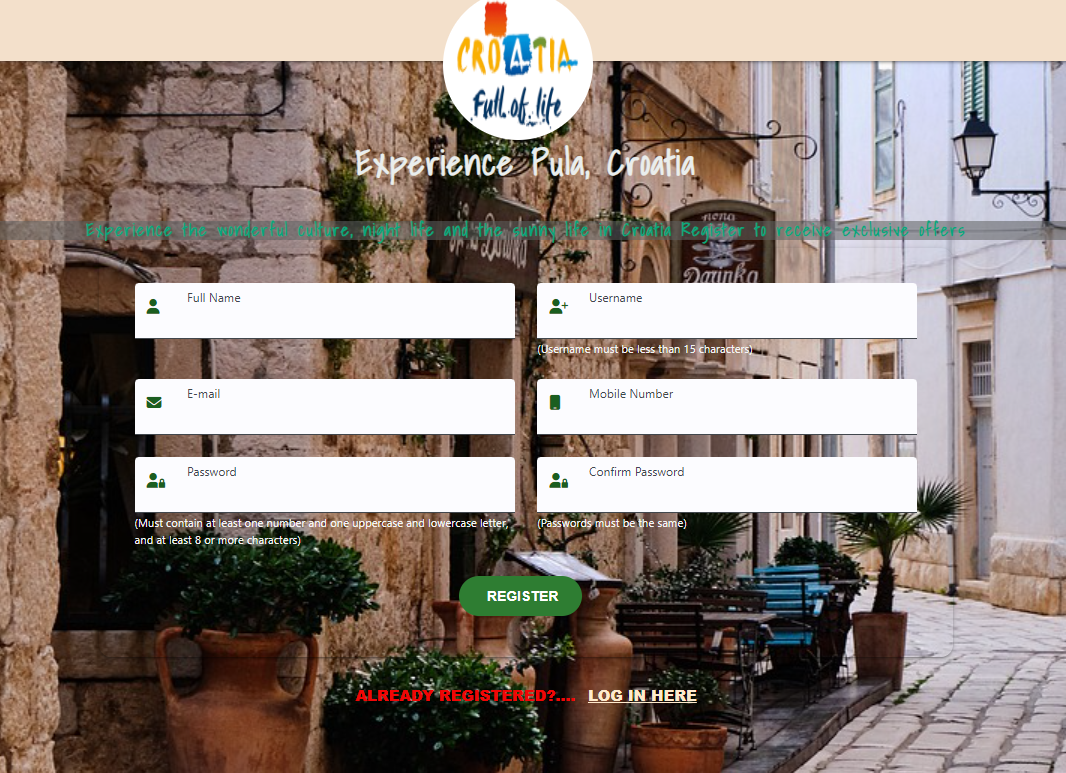 CROATIA
Full of life
Experience Pula, Croatia
Experience the wonderful culture, night life and the sunny life in Croatia Register to receive exclusive offers
nona
Darinka
Full Name
Username
(Username must be less than 15 characters)
E-mail
Mobile Number
Password
Confirm Password
(Must contain at least one number and one uppercase and lowercase letter,
and at least 8 or more characters)
(Passwords must be the same)
REGISTER
ALREADY REGISTERED?.... LOG IN HERE